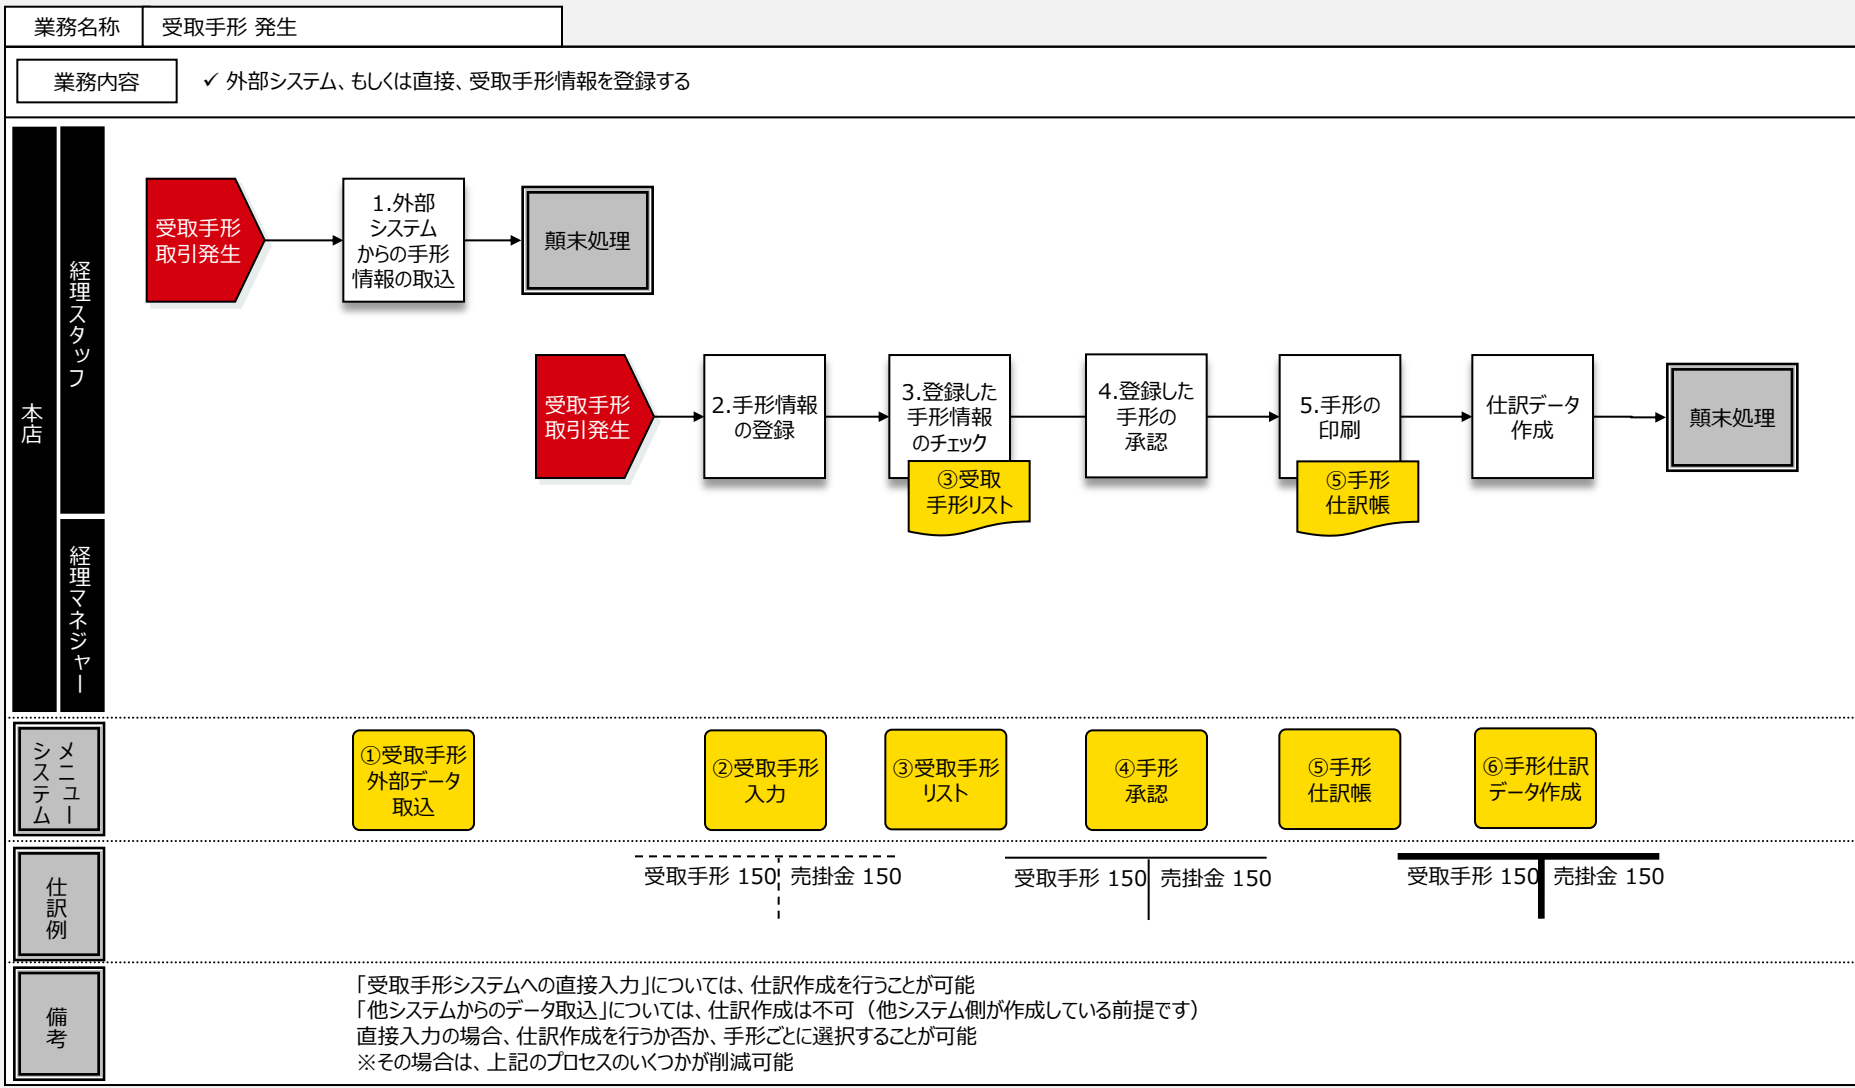 業務名称
受取手形 発生
業務内容
✓ 外部システム、もしくは直接、受取手形情報を登録する
本店
経理スタッフ
経理マネジャー
受取手形
取引発生
1.外部
システム
からの手形
情報の取込
顛末処理
受取手形
取引発生
2.手形情報
の登録
3.登録した
手形情報
のチェック
③受取
手形リスト
4.登録した
手形の
承認
5.手形の
印刷
⑤手形
仕訳帳
仕訳データ
作成
顛末処理
メニュー
システム
①受取手形
外部データ
取込
②受取手形
入力
③受取手形
リスト
④手形
承認
⑤手形
仕訳帳
⑥手形仕訳
データ作成
仕訳例
受取手形 150 売掛金 150
受取手形 150 売掛金 150
受取手形 150 売掛金 150
備考
「受取手形システムへの直接入力」については、仕訳作成を行うことが可能
「他システムからのデータ取込」については、仕訳作成は不可（他システム側が作成している前提です）
直接入力の場合、仕訳作成を行うか否か、手形ごとに選択することが可能
※その場合は、上記のプロセスのいくつかが削減可能